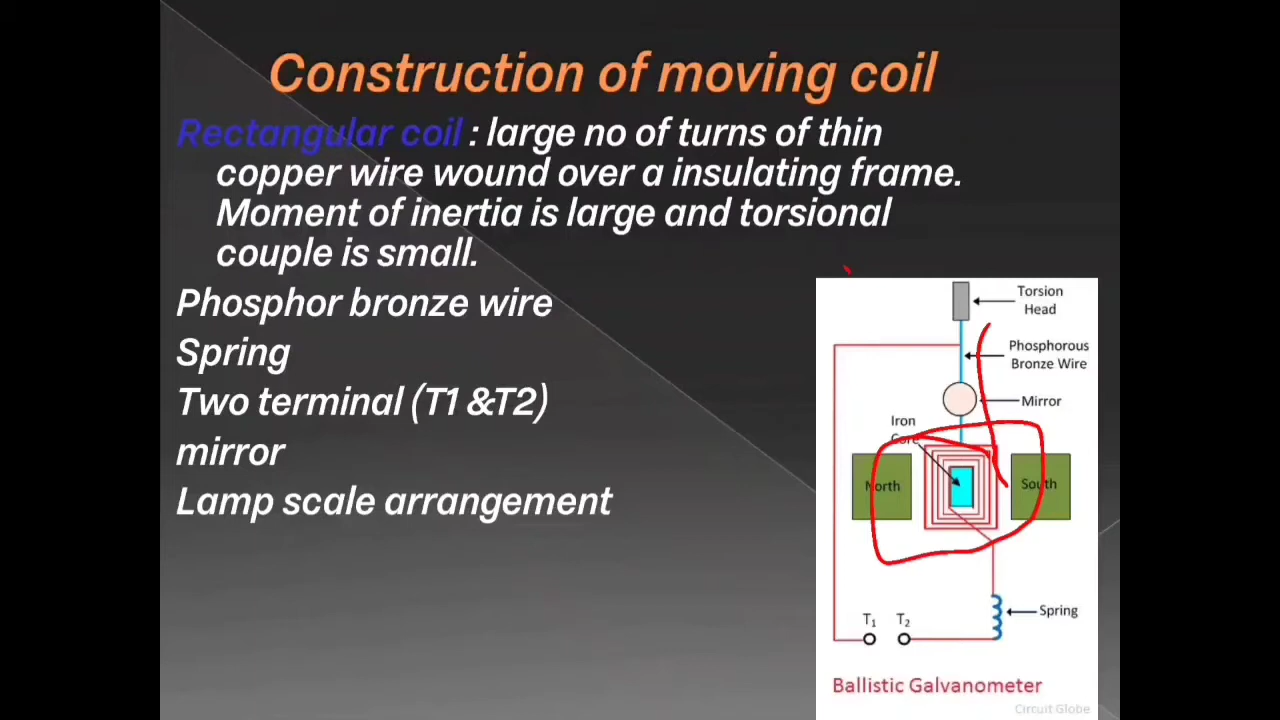 Construction of moving coil
Rectangular coil : large no of turns of thin
copper wire wound over a insulating frame.
Moment of inertia is large and torsional
couple is small.
Phosphor bronze wire
Spring
Two terminal (T1 &T2)
mirror
Lamp scale arrangement
Torsion
Head
Phosphorous
Bronze Wire
Mirror
Iron
Core
North
South
Spring
T1 T2
Ballistic Galvanometer
Circuit Globe